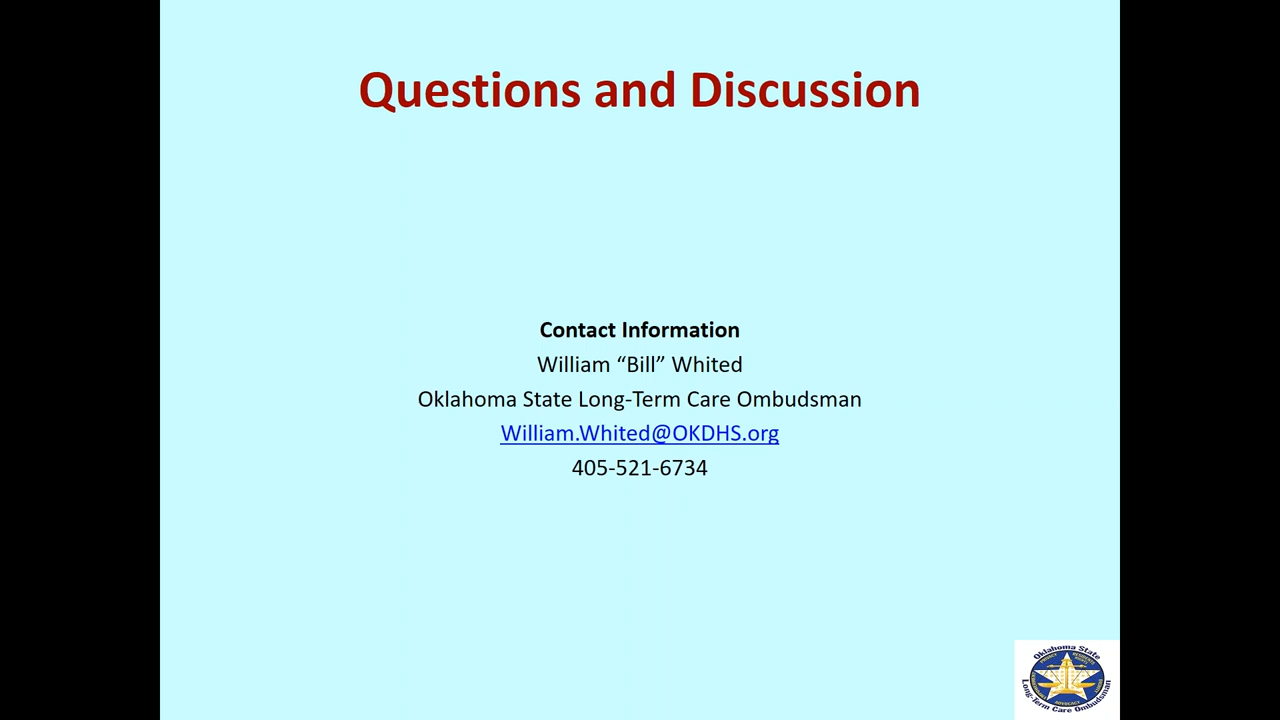 Questions and Discussion
Contact Information
William “Bill” Whited
Oklahoma State Long-Term Care Ombudsman
William.Whited@OKDHS.org
405-521-6734
Oklahoma State
ADVOCACY
Long-Term Care Ombudsman